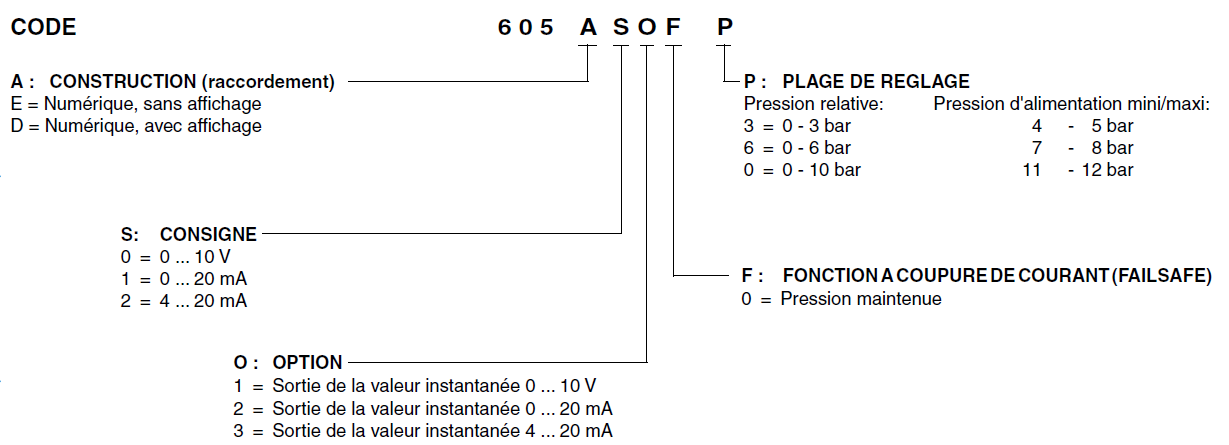 CODE 6 0 5 A S O F P
A : CONSTRUCTION (raccordement)
E = Numérique, sans affichage
D = Numérique, avec affichage
P : PLAGE DE REGLAGE
Pression relative: Pression d'alimentation mini/maxi:
3 = 0 - 3 bar 4 - 5 bar
6 = 0 - 6 bar 7 - 8 bar
0 = 0 - 10 bar 11 - 12 bar
S: CONSIGNE
0 = 0 ... 10 V
1 = 0 ... 20 mA
2 = 4 ... 20 mA
F : FONCTION A COUPURE DE COURANT (FAILSAFE)
0 = Pression maintenue
O : OPTION
1 = Sortie de la valeur instantanée 0 ... 10 V
2 = Sortie de la valeur instantanée 0 ... 20 mA
3 = Sortie de la valeur instantanée 4 ... 20 mA